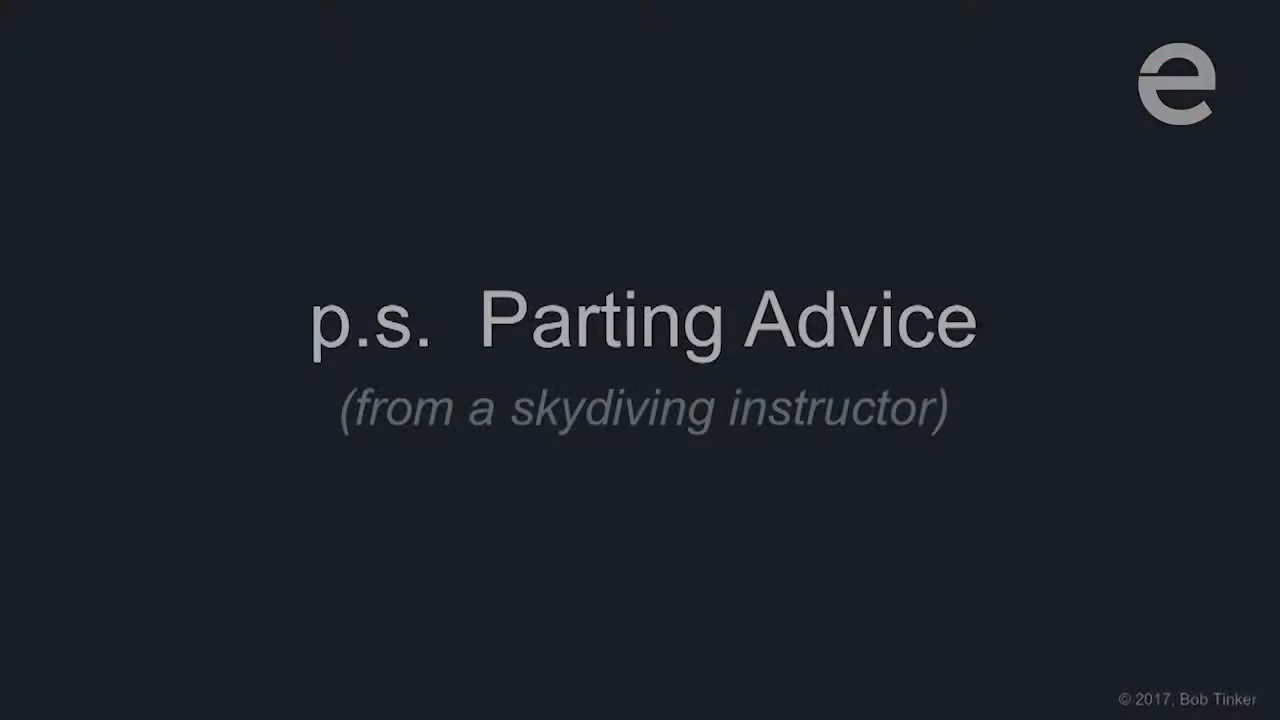 e
p.s. Parting Advice
(from a skydiving instructor)
© 2017, Bob Tinker